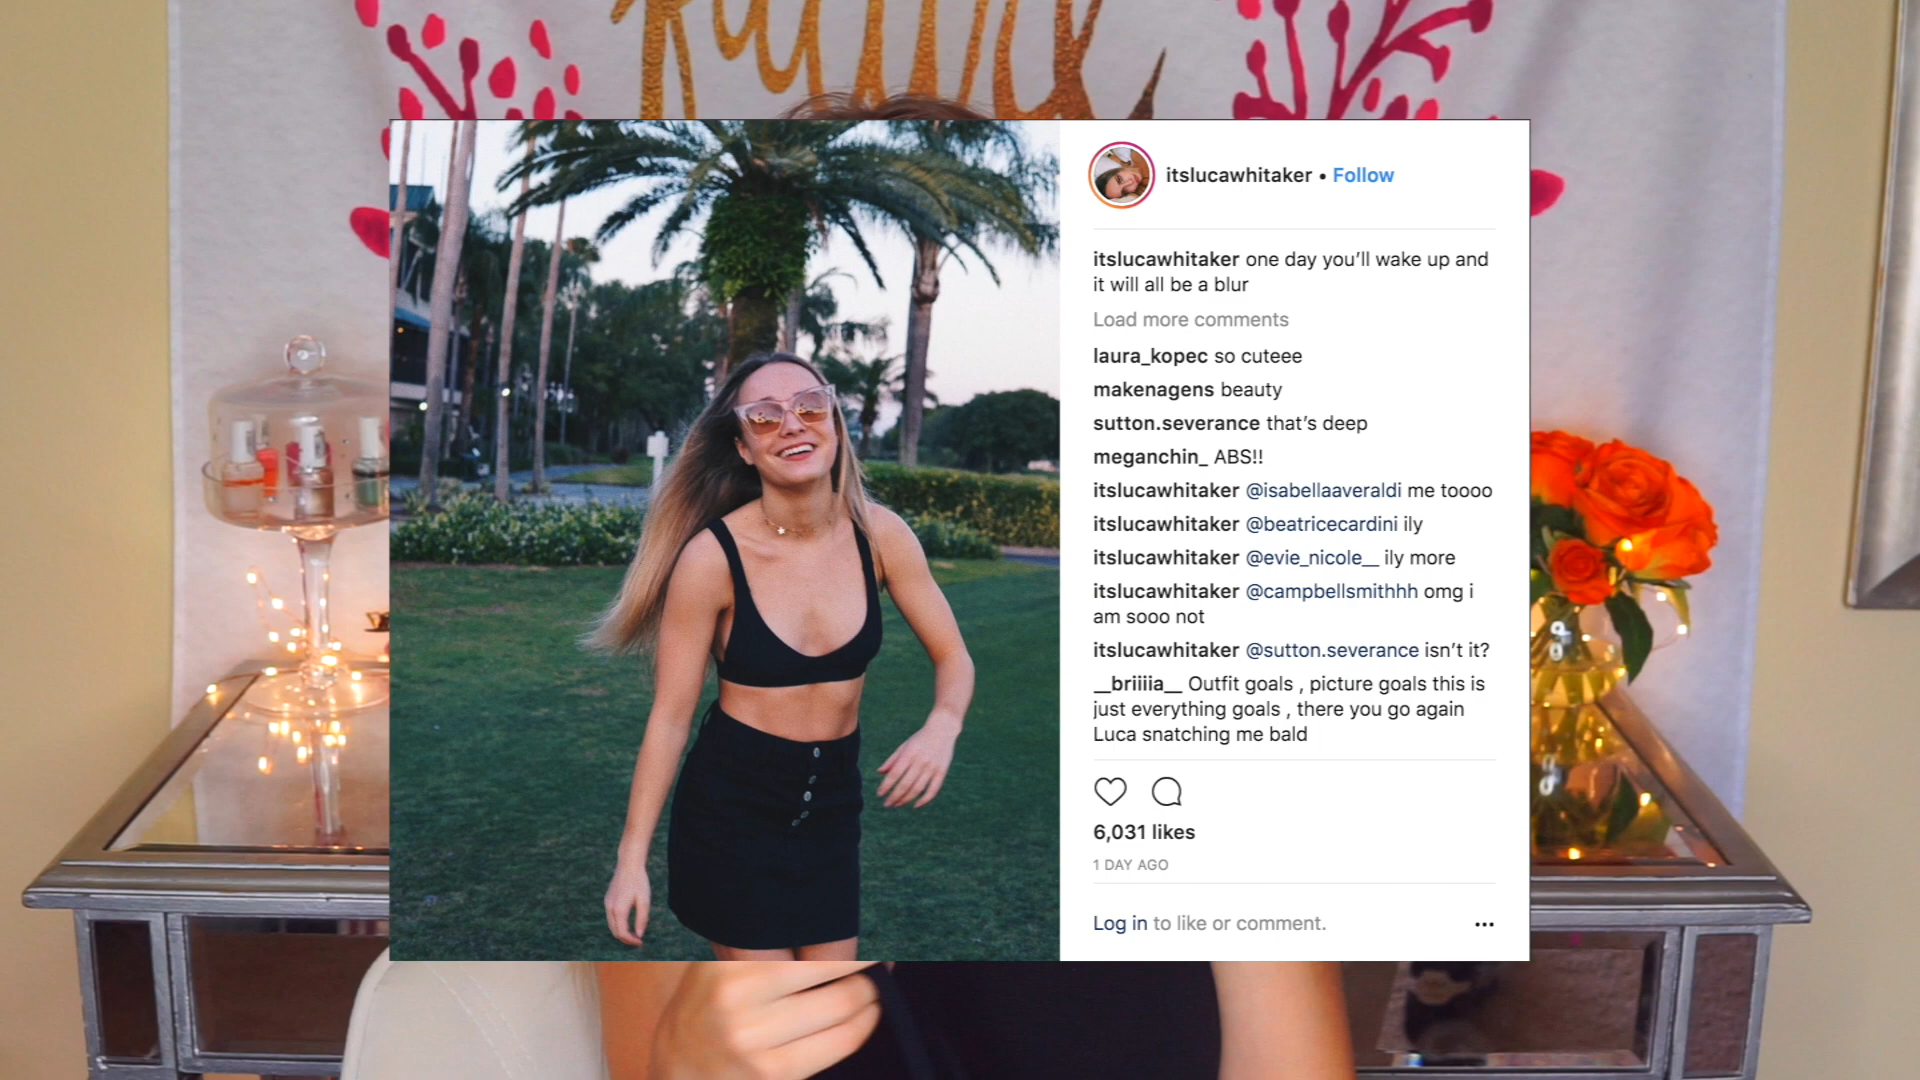 itslucawhitaker • Follow
itslucawhitaker one day you'll wake up and
it will all be a blur
Load more comments
laura_kopec so cuteee
makenagens beauty
sutton.severance that's deep
meganchin_ ABS!!
itslucawhitaker @isabellaaveraldi me toooo
itslucawhitaker @beatricecardini ily
itslucawhitaker @evie_nicole__ ily more
itslucawhitaker @campbellsmithhh omg i
am sooo not
itslucawhitaker @sutton.severance isn't it?
__briiiia__ Outfit goals , picture goals this is
just everything goals , there you go again
Luca snatching me bald
6,031 likes
1 DAY AGO
Log in to like or comment.